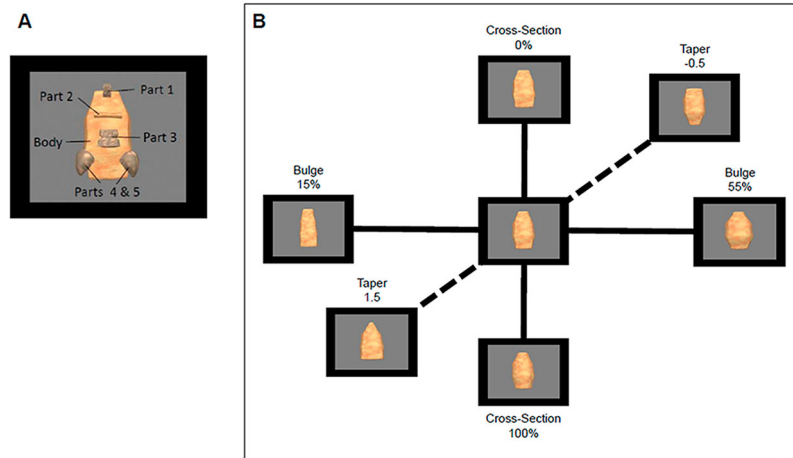 A
Part 1
Part 2
Part 3
Body
Parts 4 & 5
B
Cross-Section
0%
Taper
-0.5
Bulge
15%
Bulge
55%
Taper
1.5
Cross-Section
100%